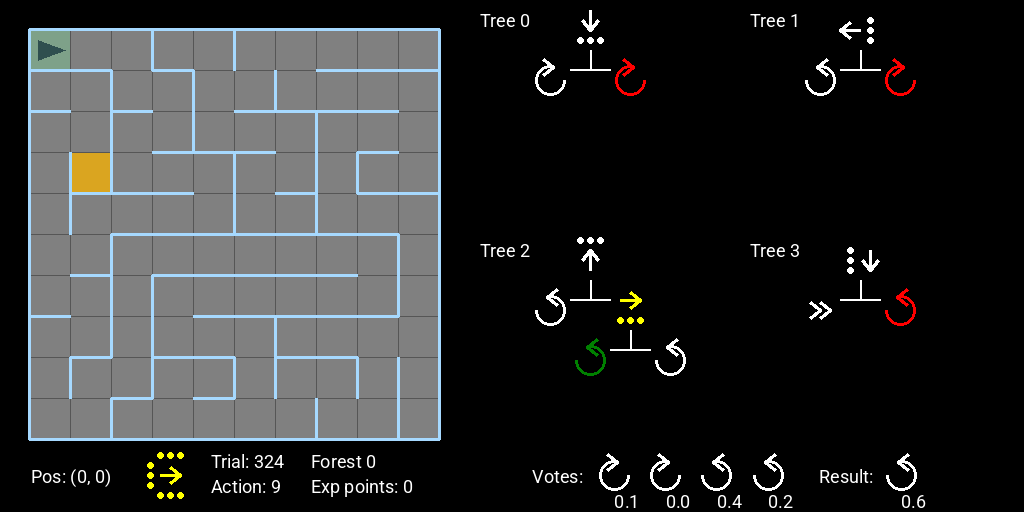 Tree 0
Tree 1
Tree 2
Tree 3
Pos: (0, 0)
Trial: 324
Forest 0
Action: 9
Exp points: 0
Votes:
0.1
0.0
0.4
0.2
Result:
0.6